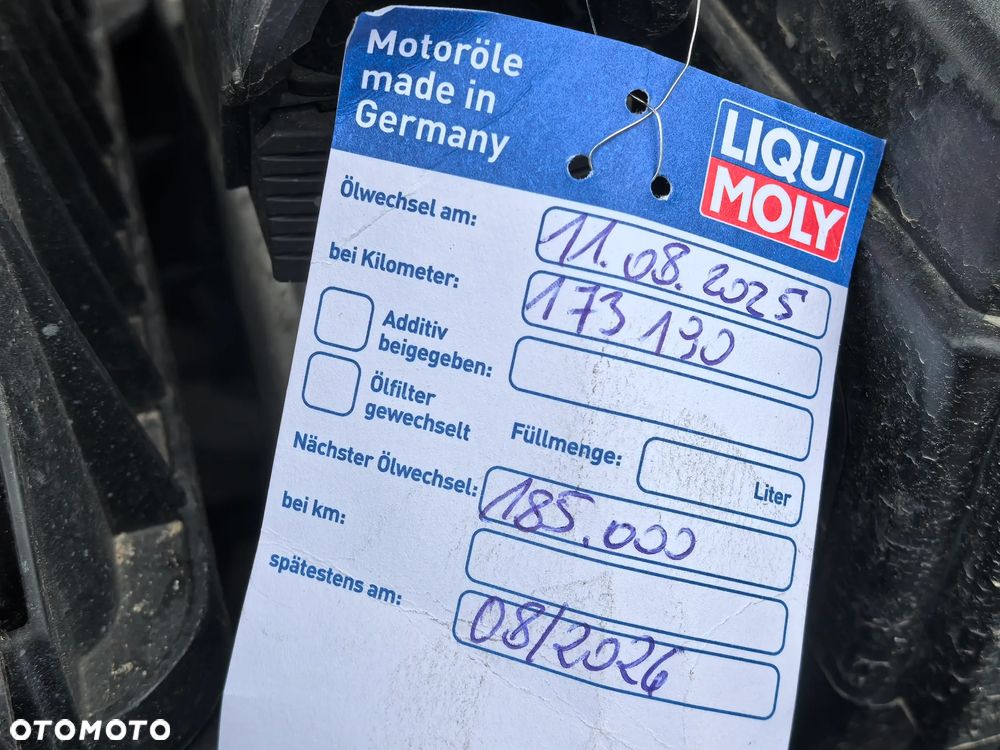 Motoröle
made in
Germany
LIQUI
MOLY
Ölwechsel am: 11.08.2025
bei Kilometer: 173 190
Additiv
beigegeben:
Ölfilter
gewechselt
Füllmenge: Liter
Nächster Ölwechsel: 185.000
bei km:
spätestens am: 08/2026
OTOMOTO